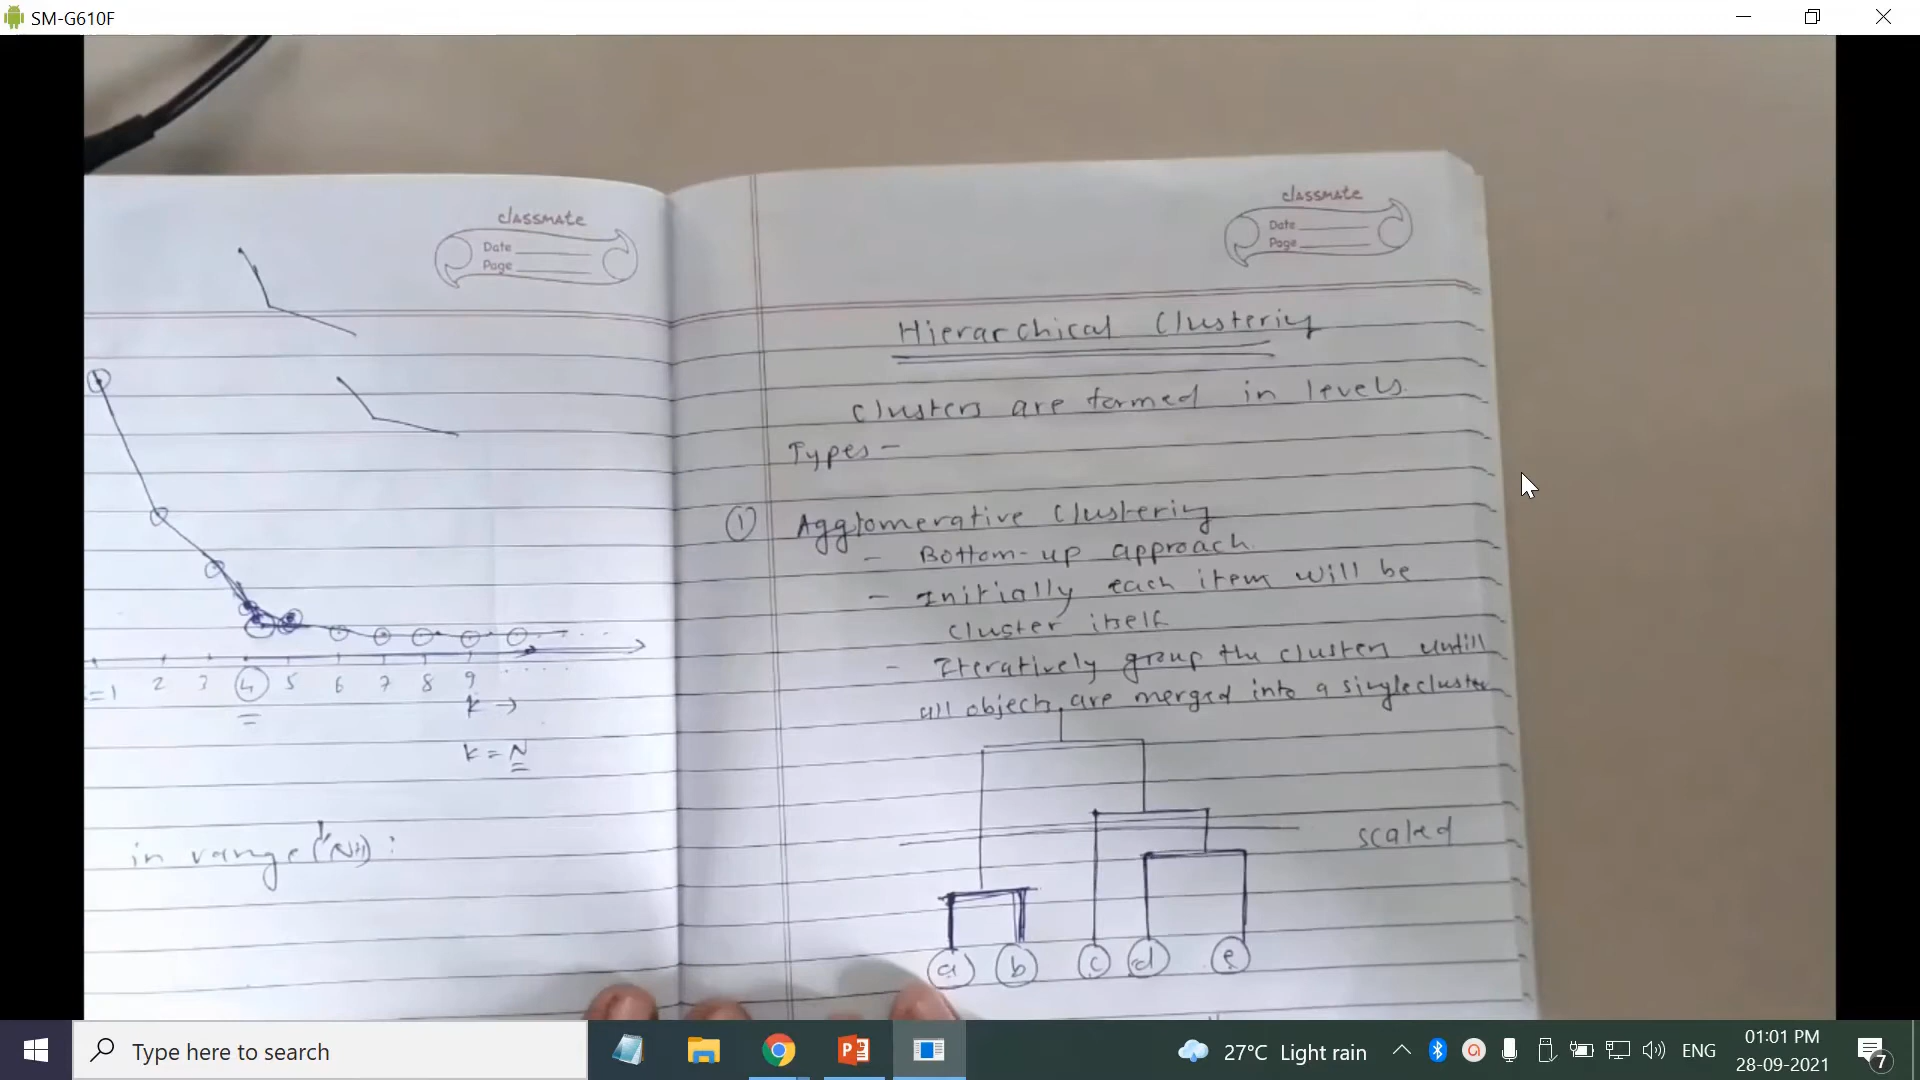 SM-G610F
classmate
Date
Page
=1 2 3 4 5 6 7 8 9
k →
k = N
in range ( N+1) :
classmate
Date
Page
Hierarchical Clustering
Clusters are formed in levels.
Types -
① Agglomerative Clustering
- Bottom-up approach.
- Initially each item will be
cluster itself
- Iteratively group the clusters untill
all objects are merged into a single cluster
scaled
a b c d e
Type here to search
27°C Light rain
ENG
01:01 PM
28-09-2021
7